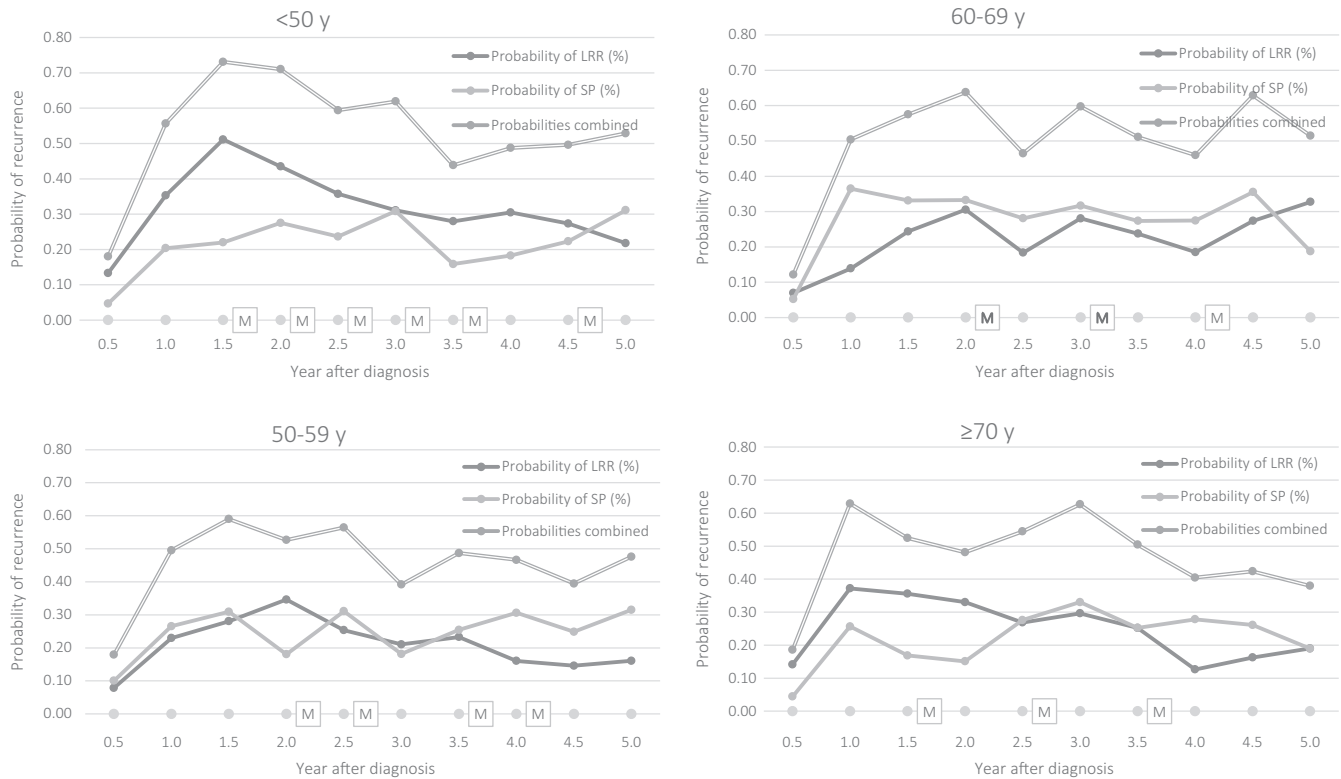 <50 y
0.80
0.70
0.60
0.50
0.40
0.30
0.20
0.10
0.00
Probability of recurrence
Probability of LRR (%)
Probability of SP (%)
Probabilities combined
M M M M M M
0.5 1.0 1.5 2.0 2.5 3.0 3.5 4.0 4.5 5.0
Year after diagnosis
60-69 y
0.80
0.70
0.60
0.50
0.40
0.30
0.20
0.10
0.00
Probability of recurrence
Probability of LRR (%)
Probability of SP (%)
Probabilities combined
M M M
0.5 1.0 1.5 2.0 2.5 3.0 3.5 4.0 4.5 5.0
Year after diagnosis
50-59 y
0.80
0.70
0.60
0.50
0.40
0.30
0.20
0.10
0.00
Probability of recurrence
Probability of LRR (%)
Probability of SP (%)
Probabilities combined
M M M M
0.5 1.0 1.5 2.0 2.5 3.0 3.5 4.0 4.5 5.0
Year after diagnosis
≥70 y
0.80
0.70
0.60
0.50
0.40
0.30
0.20
0.10
0.00
Probability of recurrence
Probability of LRR (%)
Probability of SP (%)
Probabilities combined
M M M
0.5 1.0 1.5 2.0 2.5 3.0 3.5 4.0 4.5 5.0
Year after diagnosis